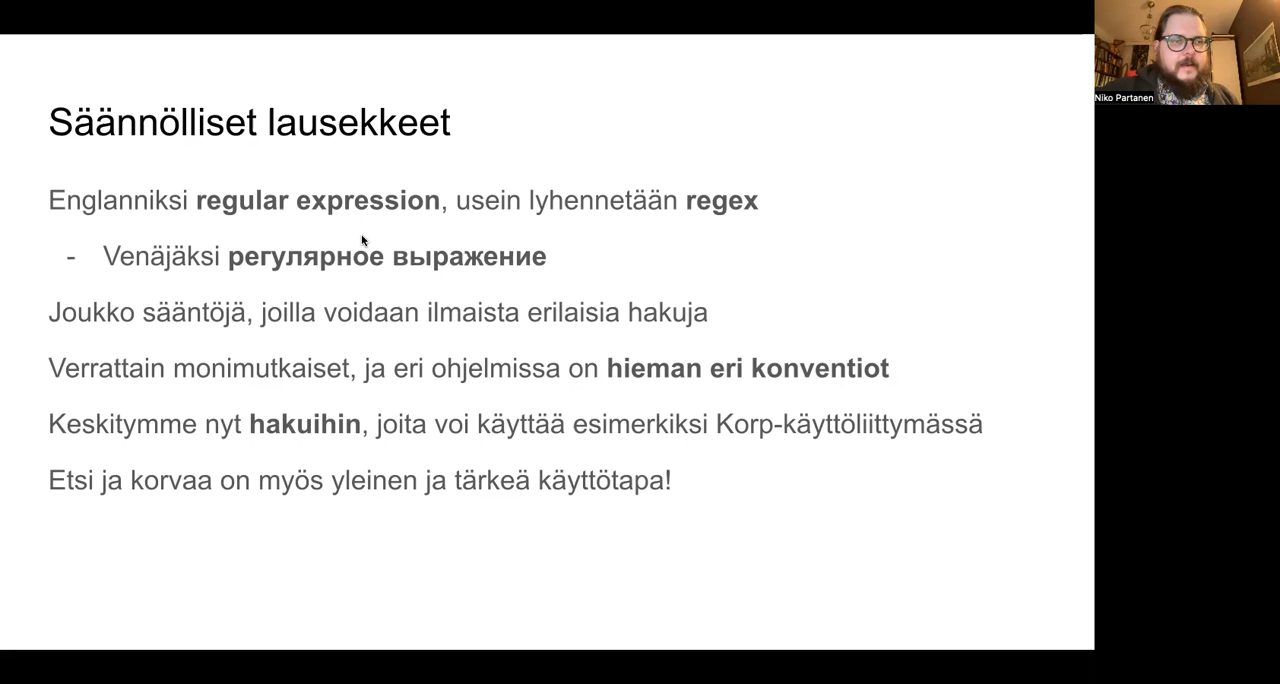 Säännölliset lausekkeet
Englanniksi regular expression, usein lyhennetään regex
- Venäjäksi регулярное выражение
Joukko sääntöjä, joilla voidaan ilmaista erilaisia hakuja
Verrattain monimutkaiset, ja eri ohjelmissa on hieman eri konventiot
Keskitymme nyt hakuihin, joita voi käyttää esimerkiksi Korp-käyttöliittymässä
Etsi ja korvaa on myös yleinen ja tärkeä käyttötapa!
Niko Partanen